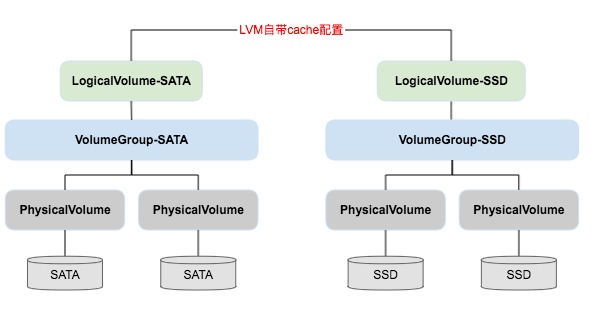 LVM自带cache配置
LogicalVolume-SATA
LogicalVolume-SSD
VolumeGroup-SATA
VolumeGroup-SSD
PhysicalVolume
PhysicalVolume
PhysicalVolume
PhysicalVolume
SATA
SATA
SSD
SSD